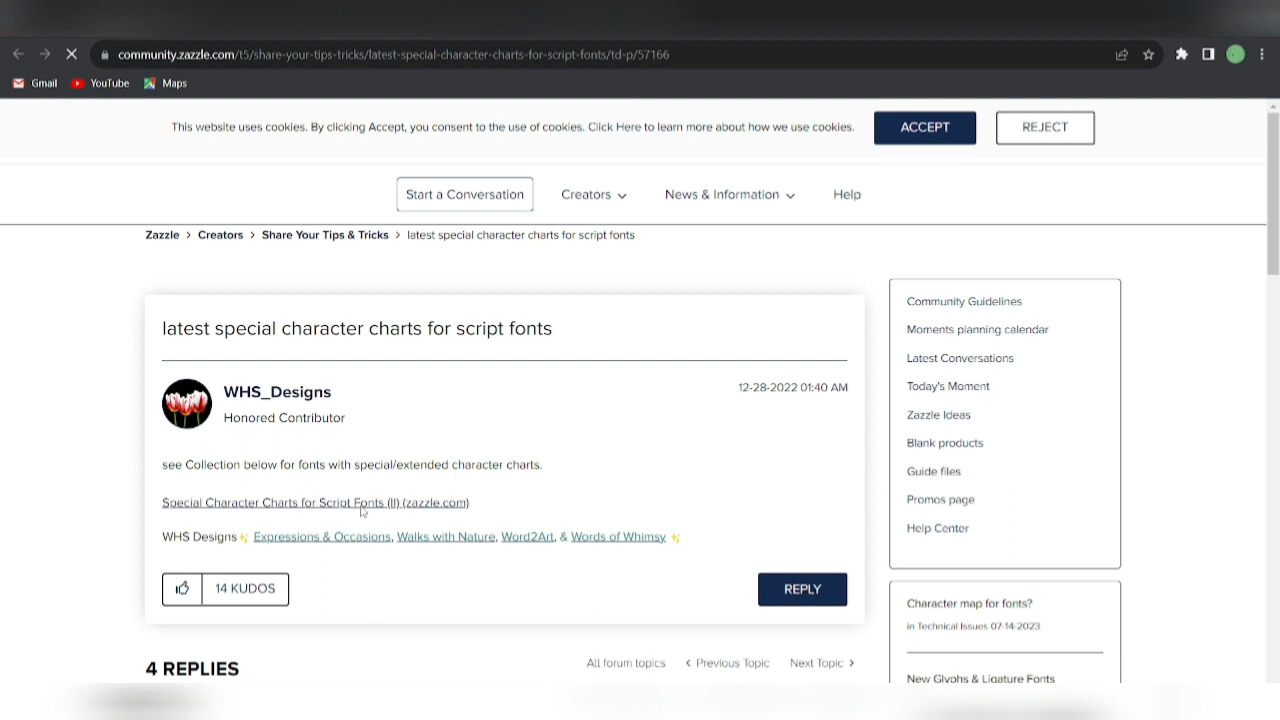 community.zazzle.com/t5/share-your-tips-tricks/latest-special-character-charts-for-script-fonts/td-p/57166
Gmail YouTube Maps
This website uses cookies. By clicking Accept, you consent to the use of cookies. Click Here to learn more about how we use cookies. ACCEPT REJECT
Start a Conversation Creators News & Information Help
Zazzle > Creators > Share Your Tips & Tricks > latest special character charts for script fonts
latest special character charts for script fonts
WHS_Designs
12-28-2022 01:40 AM
Honored Contributor
see Collection below for fonts with special/extended character charts.
Special Character Charts for Script Fonts (II) (zazzle.com)
WHS Designs✨ Expressions & Occasions, Walks with Nature, Word2Art, & Words of Whimsy ✨
14 KUDOS
REPLY
4 REPLIES
All forum topics < Previous Topic Next Topic >
Community Guidelines
Moments planning calendar
Latest Conversations
Today's Moment
Zazzle Ideas
Blank products
Guide files
Promos page
Help Center
Character map for fonts?
in Technical Issues 07-14-2023
New Glyphs & Ligature Fonts